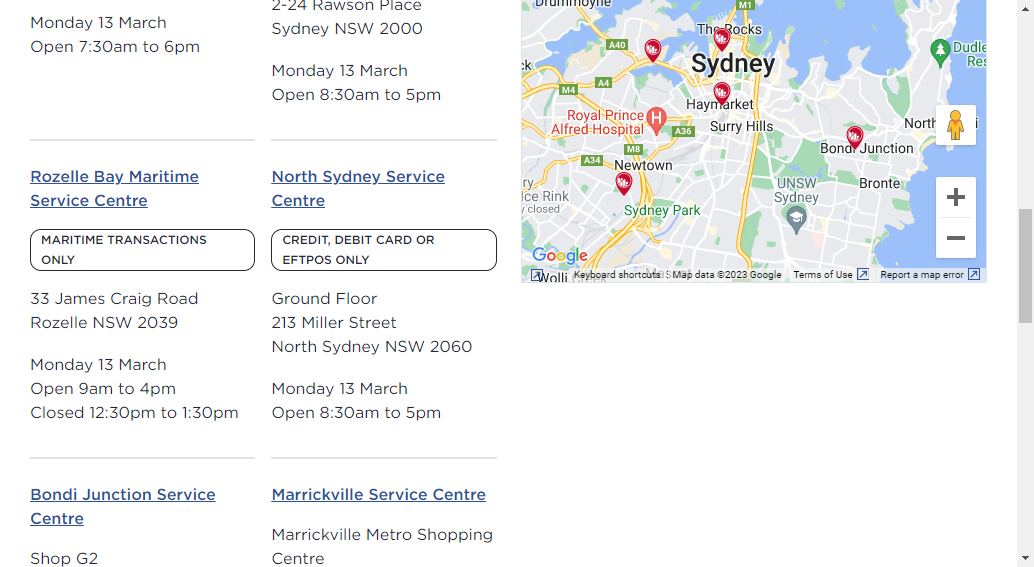 Monday 13 March
Open 7:30am to 6pm
2-24 Rawson Place
Sydney NSW 2000
Monday 13 March
Open 8:30am to 5pm
Rozelle Bay Maritime
Service Centre
MARITIME TRANSACTIONS
ONLY
33 James Craig Road
Rozelle NSW 2039
Monday 13 March
Open 9am to 4pm
Closed 12:30pm to 1:30pm
North Sydney Service
Centre
CREDIT, DEBIT CARD OR
EFTPOS ONLY
Ground Floor
213 Miller Street
North Sydney NSW 2060
Monday 13 March
Open 8:30am to 5pm
Bondi Junction Service
Centre
Shop G2
Marrickville Service Centre
Marrickville Metro Shopping
Centre
Drummoyne
M1
The Rocks
A40
Sydney
A4
M4
Haymarket
Royal Prince
Alfred Hospital
H
A36
Surry Hills
M8
A34
Newtown
Bondi Junction
Bronte
UNSW
Sydney
Ice Rink
closed
Sydney Park
Google
Keyboard shortcuts
Map data ©2023 Google
Terms of Use
Report a map error